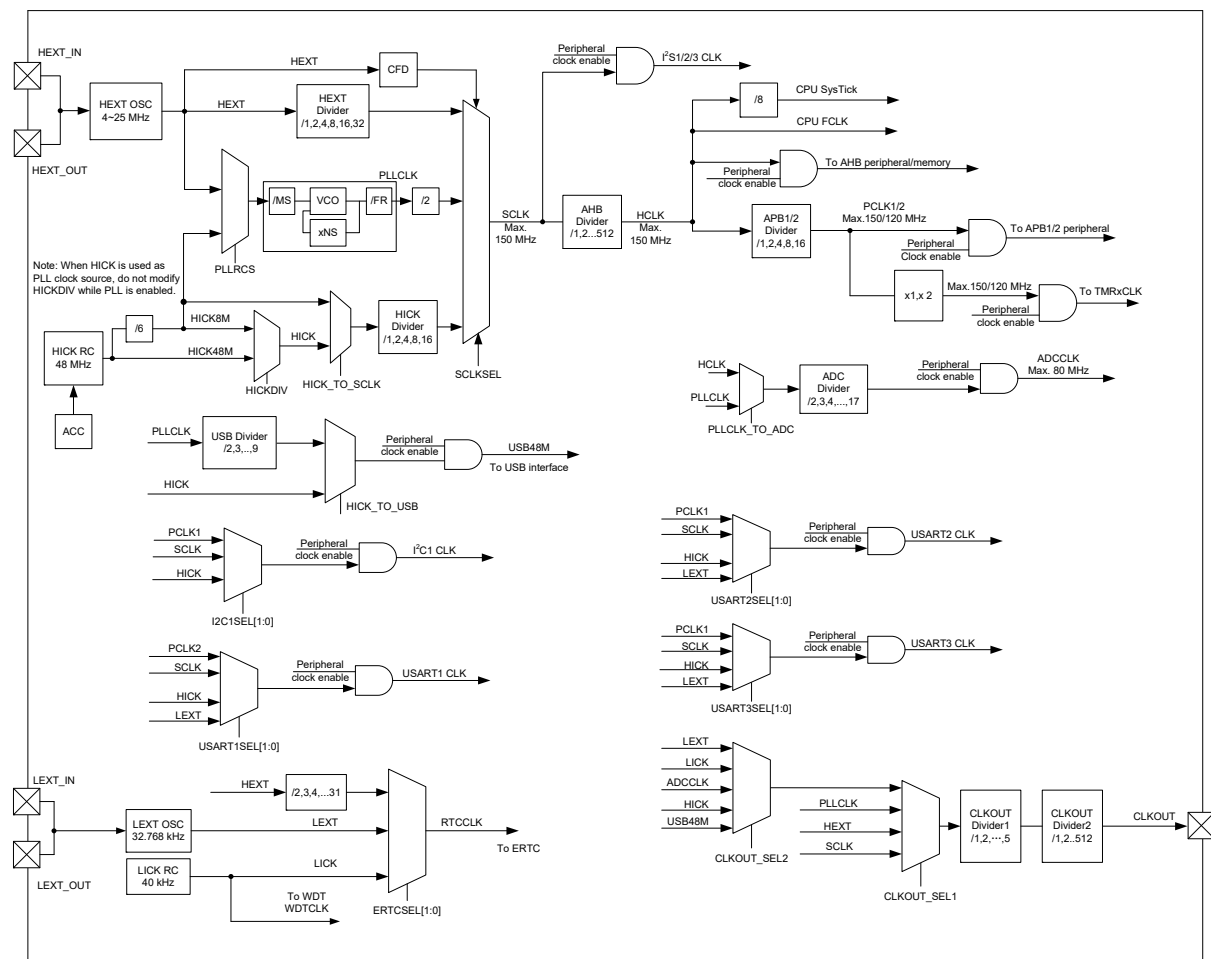 HEXT_IN
HEXT_OUT
HEXT OSC
4~25 MHz
HEXT
CFD
HEXT
HEXT
Divider
/1,2,4,8,16,32
PLLCLK
/MS
VCO
xNS
/FR
/2
PLLRCS
Note: When HICK is used as
PLL clock source, do not modify
HICKDIV while PLL is enabled.
/6
HICK8M
HICK48M
HICK RC
48 MHz
ACC
HICKDIV
HICK
HICK_TO_SCLK
HICK
Divider
/1,2,4,8,16
SCLKSEL
SCLK
Max.
150 MHz
Peripheral
clock enable
I²S1/2/3 CLK
AHB
Divider
/1,2...512
HCLK
Max.
150 MHz
/8
CPU SysTick
CPU FCLK
Peripheral
clock enable
To AHB peripheral/memory
APB1/2
Divider
/1,2,4,8,16
PCLK1/2
Max.150/120 MHz
Peripheral
Clock enable
To APB1/2 peripheral
x1,x 2
Max.150/120 MHz
Peripheral
clock enable
To TMRxCLK
HCLK
PLLCLK
PLLCLK_TO_ADC
ADC
Divider
/2,3,4,...,17
Peripheral
clock enable
ADCCLK
Max. 80 MHz
PLLCLK
USB Divider
/2,3,..,9
HICK
HICK_TO_USB
Peripheral
clock enable
USB48M
To USB interface
PCLK1
SCLK
HICK
I2C1SEL[1:0]
Peripheral
clock enable
I²C1 CLK
PCLK1
SCLK
HICK
LEXT
USART2SEL[1:0]
Peripheral
clock enable
USART2 CLK
PCLK2
SCLK
HICK
LEXT
USART1SEL[1:0]
Peripheral
clock enable
USART1 CLK
PCLK1
SCLK
HICK
LEXT
USART3SEL[1:0]
Peripheral
clock enable
USART3 CLK
LEXT_IN
LEXT_OUT
HEXT
/2,3,4,...31
LEXT OSC
32.768 kHz
LEXT
LICK RC
40 kHz
LICK
To WDT
WDTCLK
ERTCSEL[1:0]
RTCCLK
To ERTC
LEXT
LICK
ADCCLK
HICK
USB48M
CLKOUT_SEL2
PLLCLK
HEXT
SCLK
CLKOUT_SEL1
CLKOUT
Divider1
/1,2,···,5
CLKOUT
Divider2
/1,2..512
CLKOUT